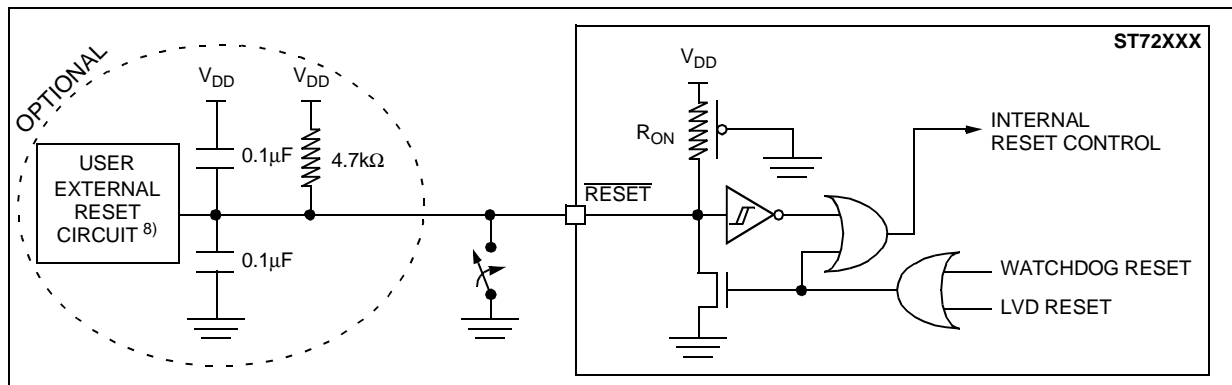 ST72XXX
OPTIONAL
VDD
VDD
VDD
0.1µF
4.7kΩ
RON
INTERNAL
RESET CONTROL
USER
EXTERNAL
RESET
CIRCUIT 8)
RESET
0.1µF
WATCHDOG RESET
LVD RESET